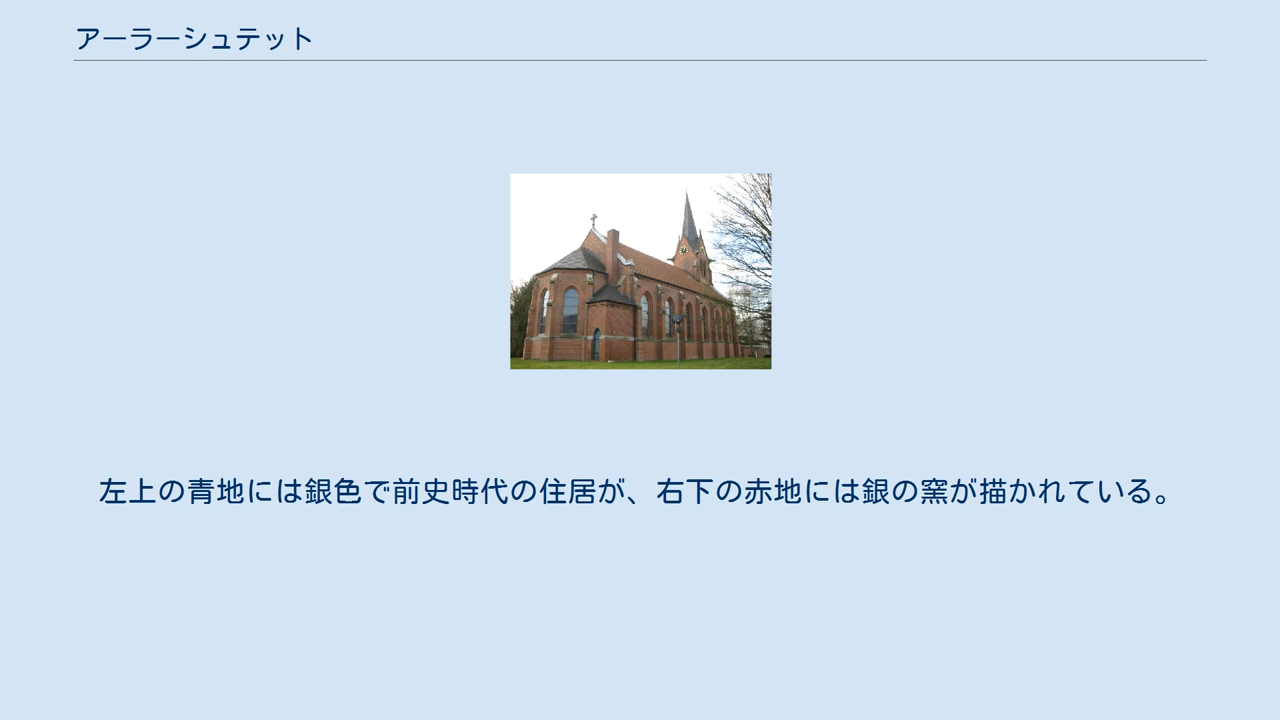 アーラーシュテット
左上の青地には銀色で前史時代の住居が、右下の赤地には銀の窯が描かれている。